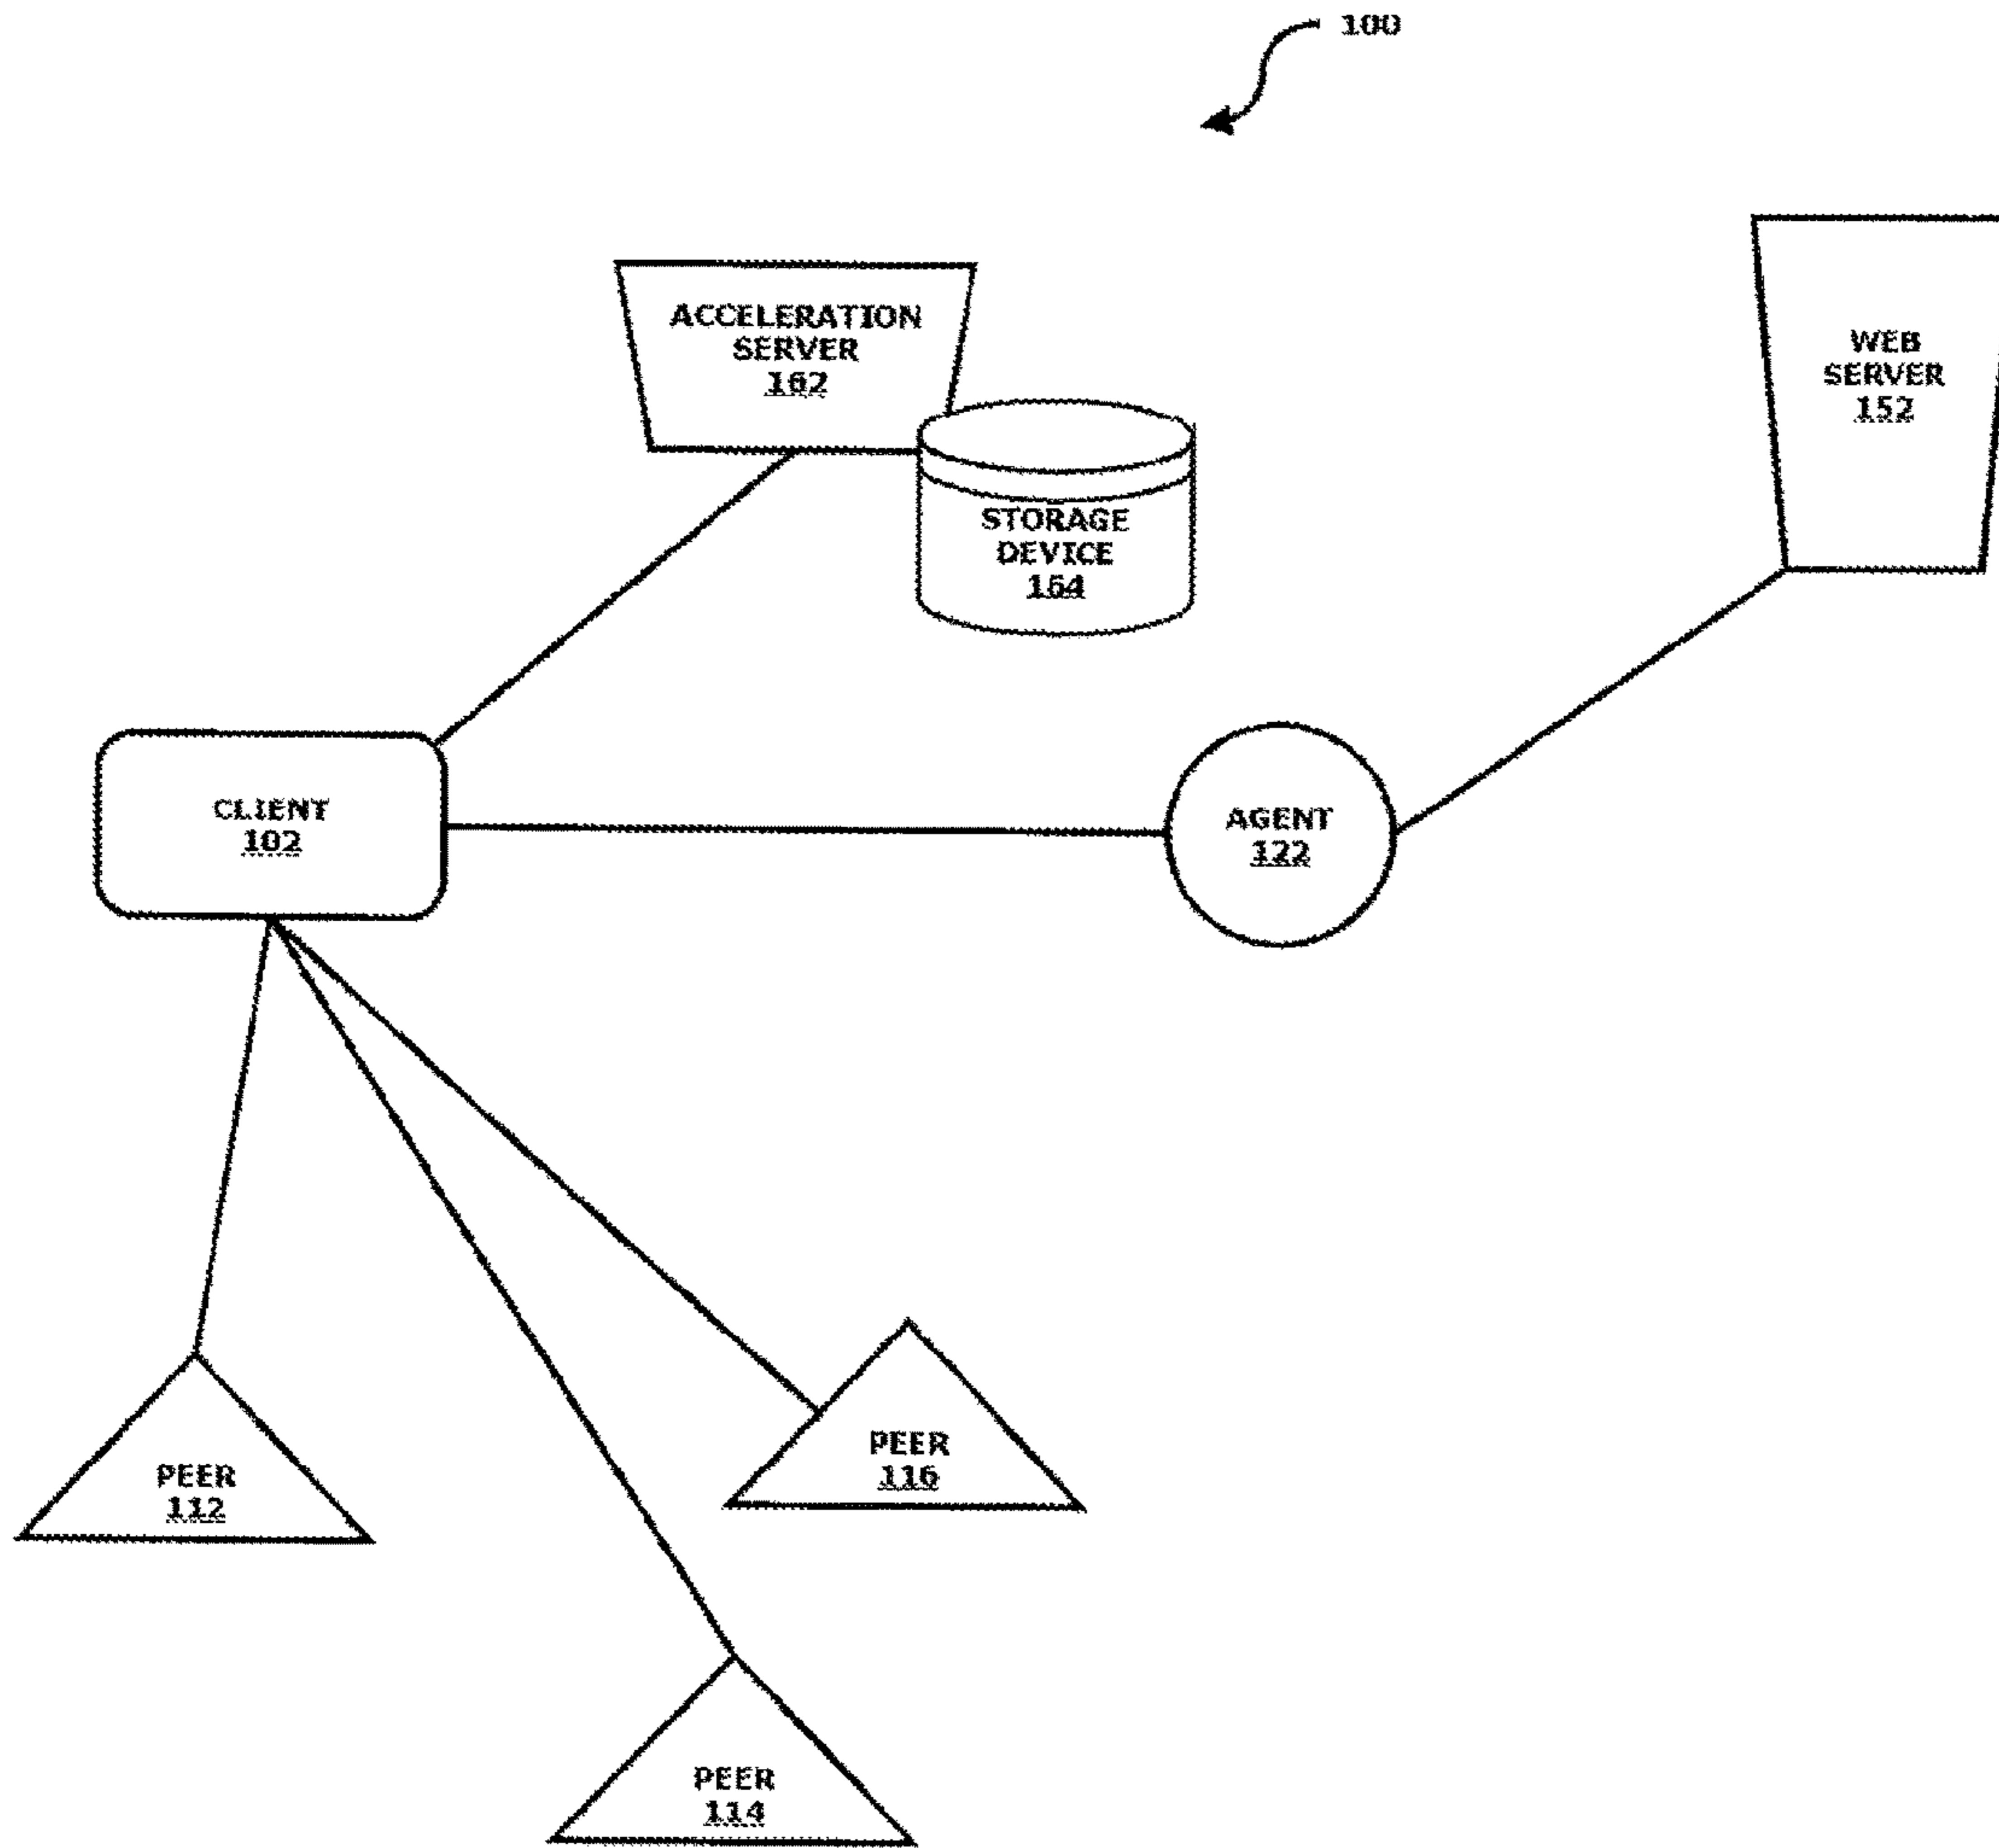 100
ACCELERATION
SERVER
162
WEB
SERVER
152
STORAGE
DEVICE
164
CLIENT
102
AGENT
122
PEER
116
PEER
112
PEER
114